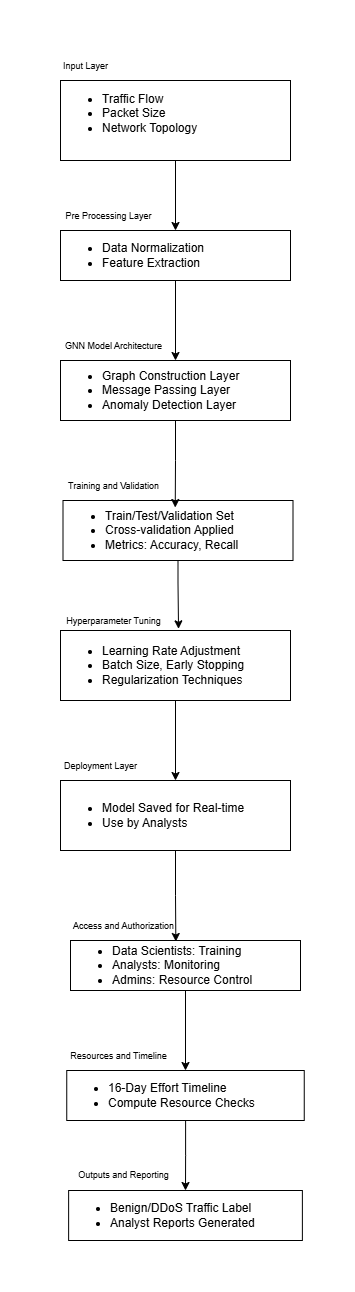 Input Layer
• Traffic Flow
• Packet Size
• Network Topology
Pre Processing Layer
• Data Normalization
• Feature Extraction
GNN Model Architecture
• Graph Construction Layer
• Message Passing Layer
• Anomaly Detection Layer
Training and Validation
• Train/Test/Validation Set
• Cross-validation Applied
• Metrics: Accuracy, Recall
Hyperparameter Tuning
• Learning Rate Adjustment
• Batch Size, Early Stopping
• Regularization Techniques
Deployment Layer
• Model Saved for Real-time
• Use by Analysts
Access and Authorization
• Data Scientists: Training
• Analysts: Monitoring
• Admins: Resource Control
Resources and Timeline
• 16-Day Effort Timeline
• Compute Resource Checks
Outputs and Reporting
• Benign/DDoS Traffic Label
• Analyst Reports Generated